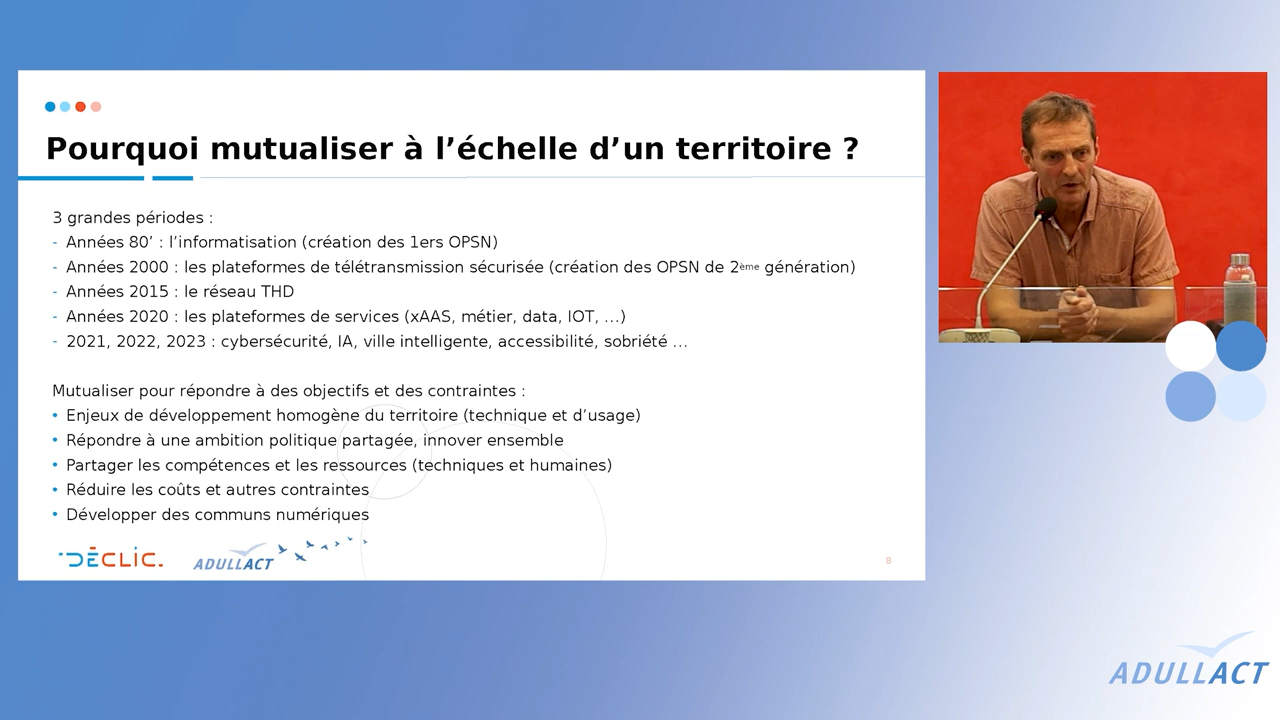 Pourquoi mutualiser à l’échelle d’un territoire ?
3 grandes périodes :
- Années 80’ : l’informatisation (création des 1ers OPSN)
- Années 2000 : les plateformes de télétransmission sécurisée (création des OPSN de 2ème génération)
- Années 2015 : le réseau THD
- Années 2020 : les plateformes de services (xAAS, métier, data, IOT, …)
- 2021, 2022, 2023 : cybersécurité, IA, ville intelligente, accessibilité, sobriété …
Mutualiser pour répondre à des objectifs et des contraintes :
• Enjeux de développement homogène du territoire (technique et d’usage)
• Répondre à une ambition politique partagée, innover ensemble
• Partager les compétences et les ressources (techniques et humaines)
• Réduire les coûts et autres contraintes
• Développer des communs numériques
DÉCLIC.
ADULLACT
8
ADULLACT